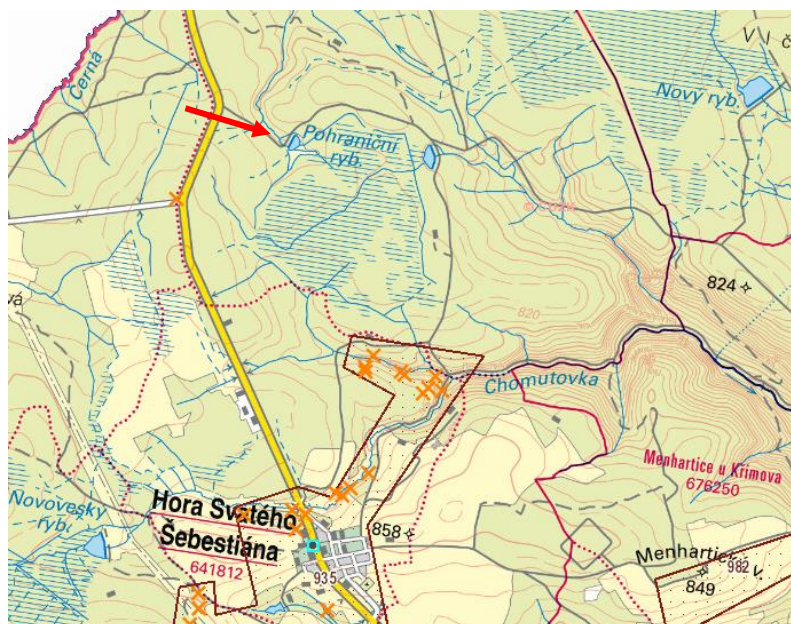 Černá
V l č
Nový ryb.
Pohraniční
ryb.
824
820
Chomutovka
Menhartice u Křimova
676250
Novoveský
ryb.
Hora Svatého
Šebestiána
641812
858
935
Menhartický v.
982
849